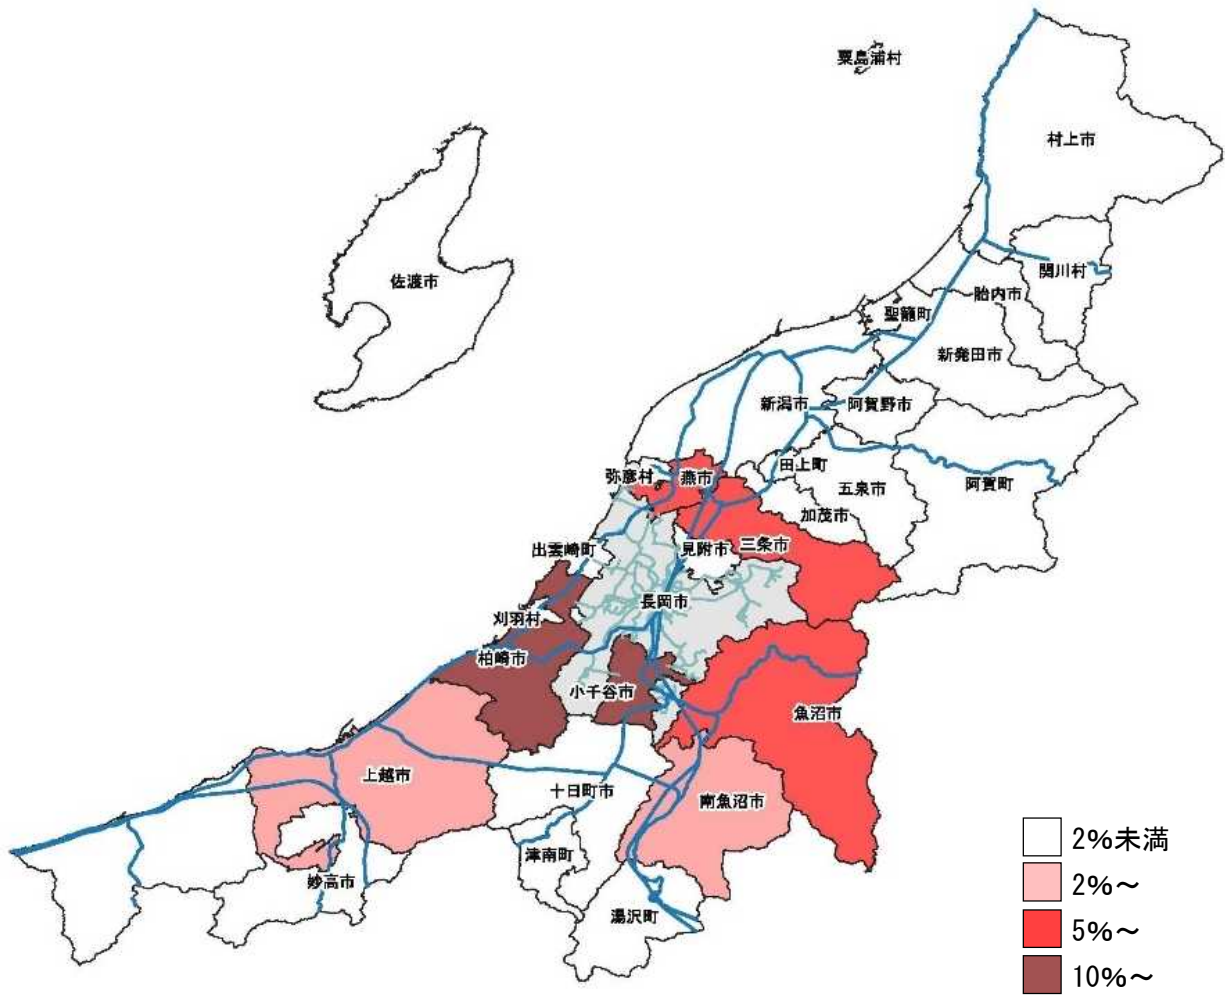 粟島浦村
村上市
佐渡市
関川村
胎内市
聖籠町
新発田市
新潟市
阿賀野市
田上町
弥彦村
燕市
五泉市
阿賀町
加茂市
出雲崎町
見附市
三条市
長岡市
刈羽村
柏崎市
小千谷市
魚沼市
上越市
十日町市
南魚沼市
津南町
妙高市
湯沢町
2%未満
2%～
5%～
10%～